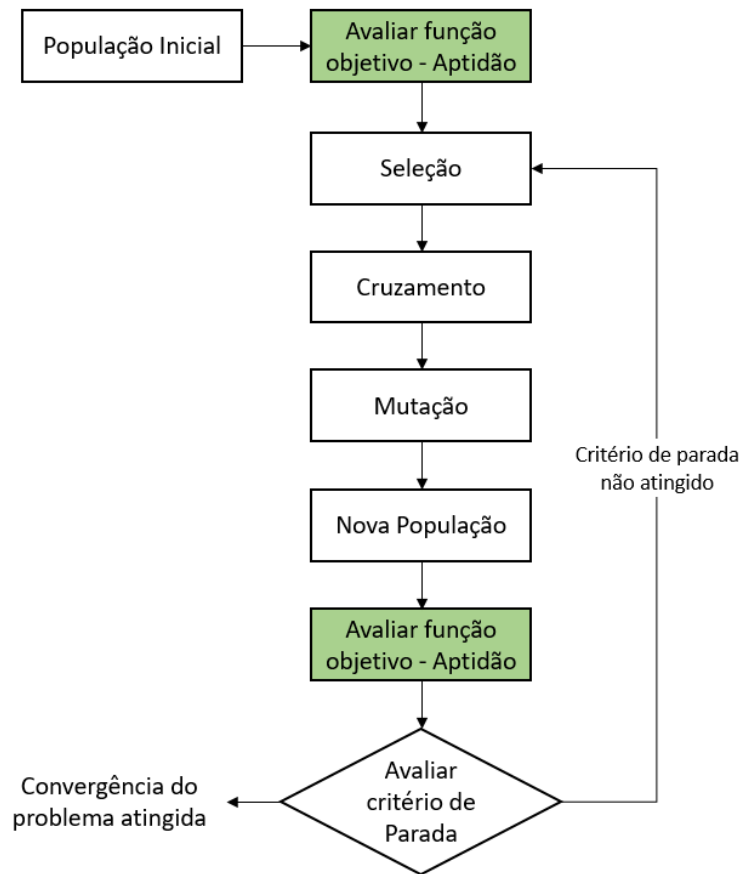 População Inicial
Avaliar função
objetivo - Aptidão
Seleção
Cruzamento
Mutação
Critério de parada
não atingido
Nova População
Avaliar função
objetivo - Aptidão
Avaliar
critério de
Parada
Convergência do
problema atingida